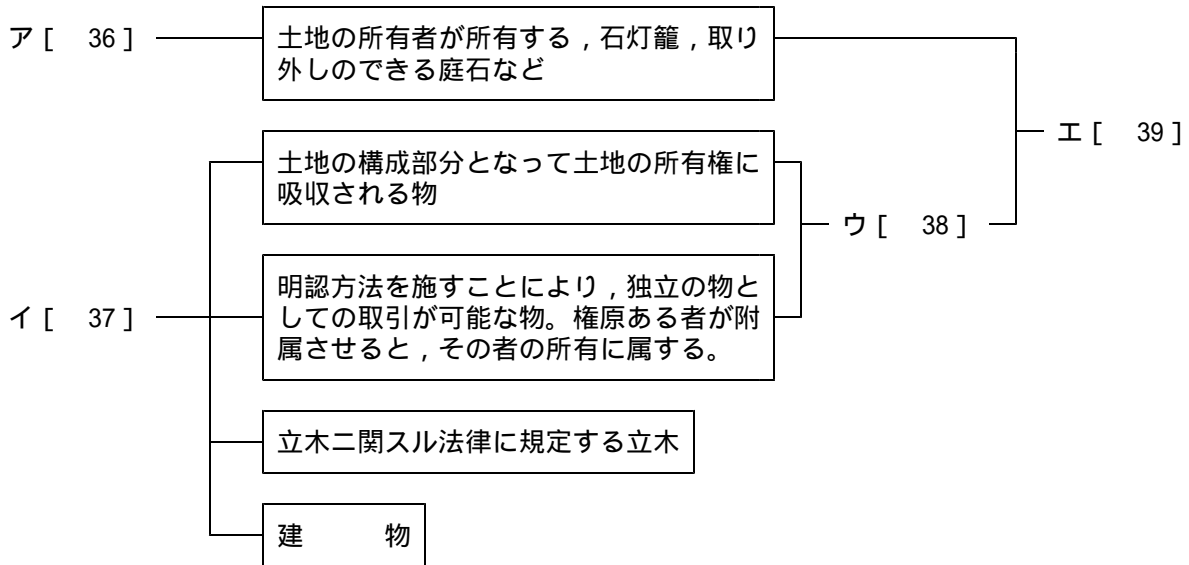 ア[ 36 ]
土地の所有者が所有する，石灯籠，取り
外しのできる庭石など
エ[ 39 ]
土地の構成部分となって土地の所有権に
吸収される物
ウ[ 38 ]
イ[ 37 ]
明認方法を施すことにより，独立の物と
しての取引が可能な物。権原ある者が附
属させると，その者の所有に属する。
立木ニ関スル法律に規定する立木
建　　物